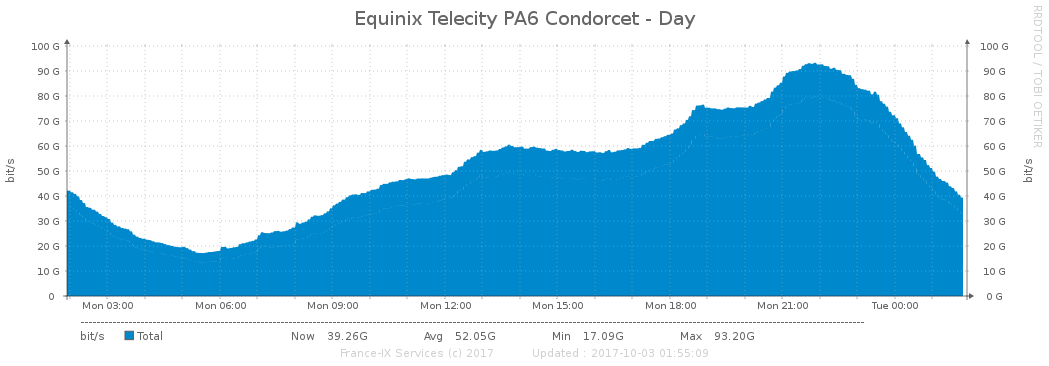 Equinix Telecity PA6 Condorcet - Day
RRDTOOL / TOBI OETIKER
100 G 100 G
90 G 90 G
80 G 80 G
70 G 70 G
60 G 60 G
50 G 50 G
40 G 40 G
30 G 30 G
20 G 20 G
10 G 10 G
0 0 G
bit/s bit/s
Mon 03:00 Mon 06:00 Mon 09:00 Mon 12:00 Mon 15:00 Mon 18:00 Mon 21:00 Tue 00:00
bit/s Total Now 39.26G Avg 52.05G Min 17.09G Max 93.20G
France-IX Services (c) 2017 Updated : 2017-10-03 01:55:09